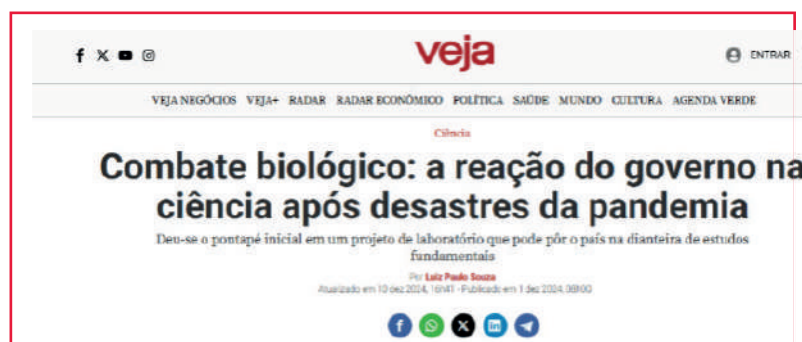 veja
ENTRAR
VEJA NEGÓCIOS VEJA+ RADAR RADAR ECONÔMICO POLÍTICA SAÚDE MUNDO CULTURA AGENDA VERDE
Ciência
Combate biológico: a reação do governo na
ciência após desastres da pandemia
Deu-se o pontapé inicial em um projeto de laboratório que pode pôr o país na dianteira de estudos
fundamentais
Por Luiz Paulo Souza
Atualizado em 10 dez 2024, 16h41 - Publicado em 1 dez 2024, 08h00